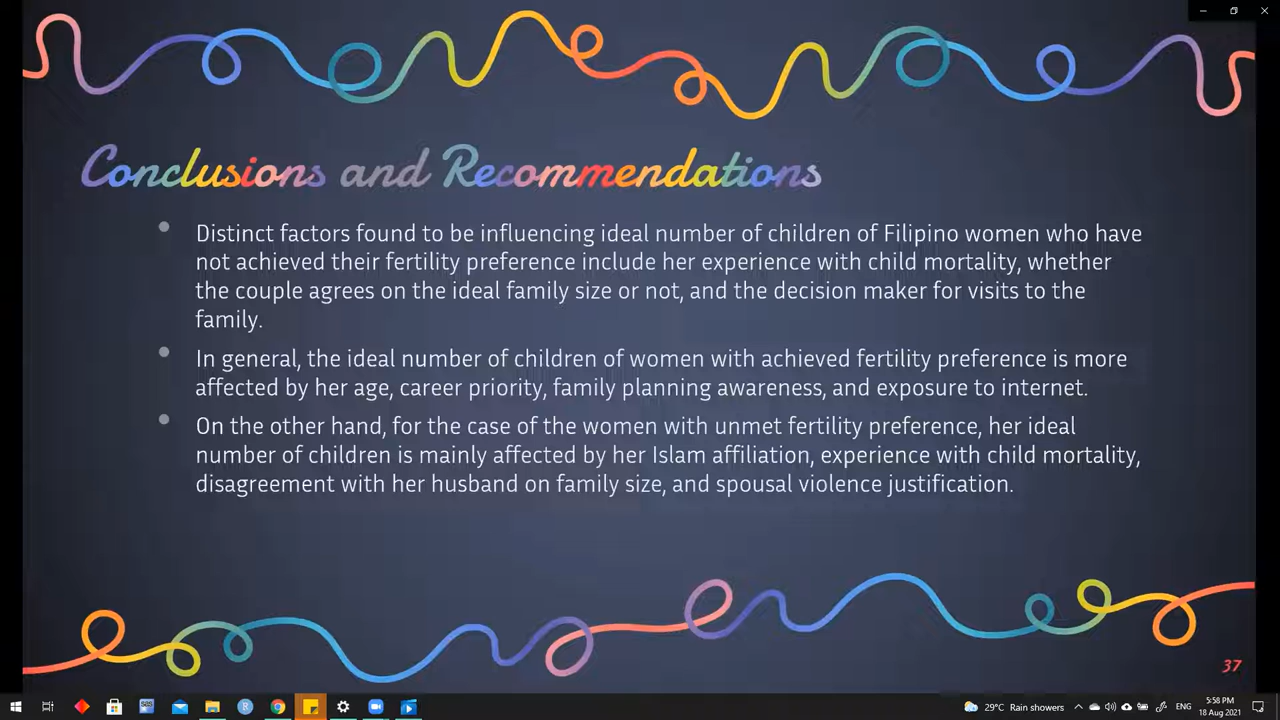 Conclusions and Recommendations
Distinct factors found to be influencing ideal number of children of Filipino women who have
not achieved their fertility preference include her experience with child mortality, whether
the couple agrees on the ideal family size or not, and the decision maker for visits to the
family.
In general, the ideal number of children of women with achieved fertility preference is more
affected by her age, career priority, family planning awareness, and exposure to internet.
On the other hand, for the case of the women with unmet fertility preference, her ideal
number of children is mainly affected by her Islam affiliation, experience with child mortality,
disagreement with her husband on family size, and spousal violence justification.
37
29°C Rain showers
ENG
5:58 PM
18 Aug 2021